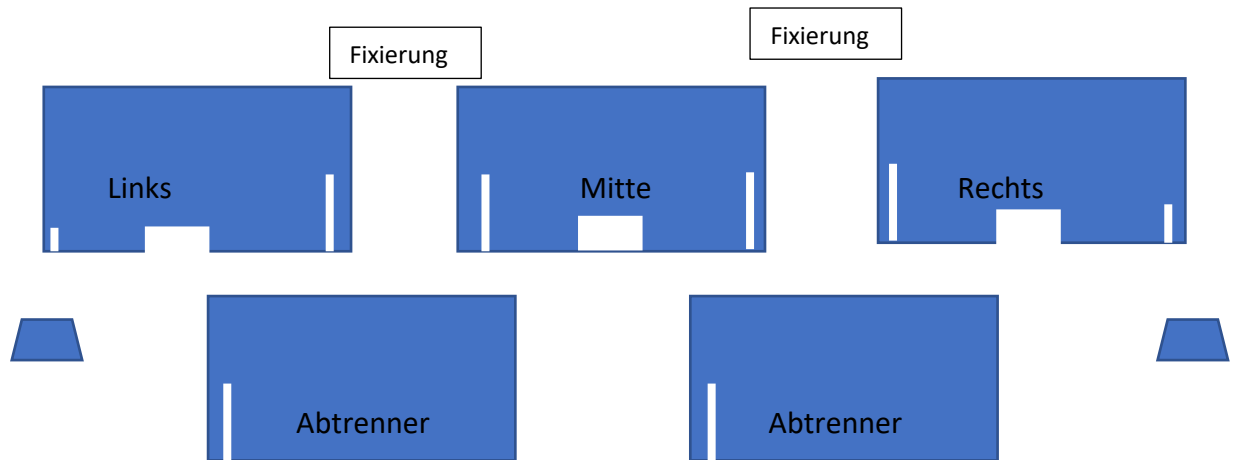 Fixierung
Fixierung
Links
Mitte
Rechts
Abtrenner
Abtrenner